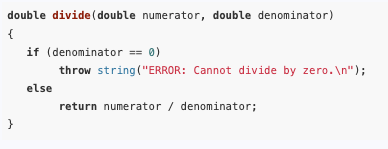 double divide(double numerator, double denominator)
{
   if (denominator == 0)
        throw string("ERROR: Cannot divide by zero.\n");
   else
        return numerator / denominator;
}